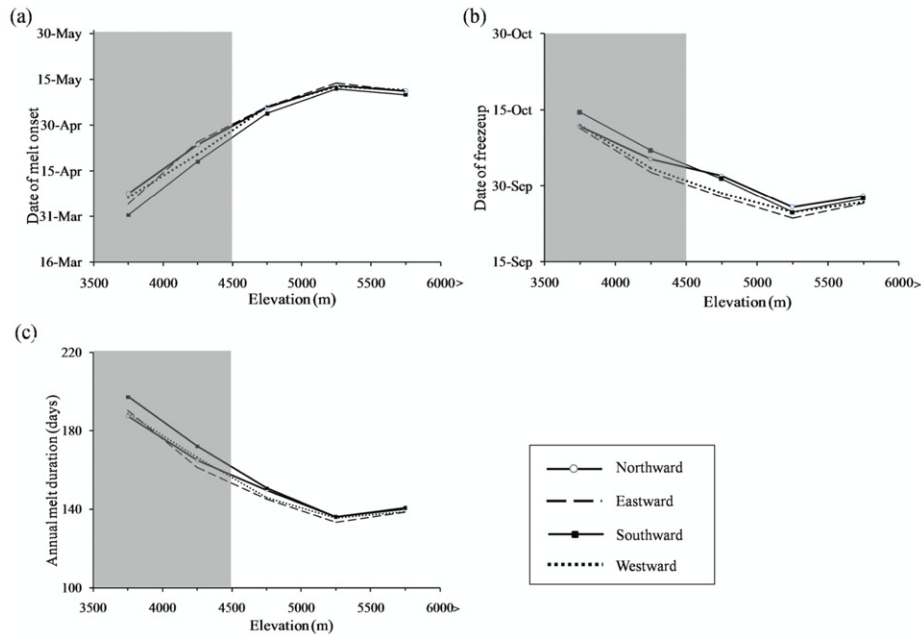 (a)
30-May
15-May
30-Apr
15-Apr
31-Mar
16-Mar
Date of melt onset
3500 4000 4500 5000 5500 6000>
Elevation (m)
(b)
30-Oct
15-Oct
30-Sep
15-Sep
Date of freezeup
3500 4000 4500 5000 5500 6000>
Elevation (m)
(c)
220
180
140
100
Annual melt duration (days)
3500 4000 4500 5000 5500 6000>
Elevation (m)
Northward
Eastward
Southward
Westward